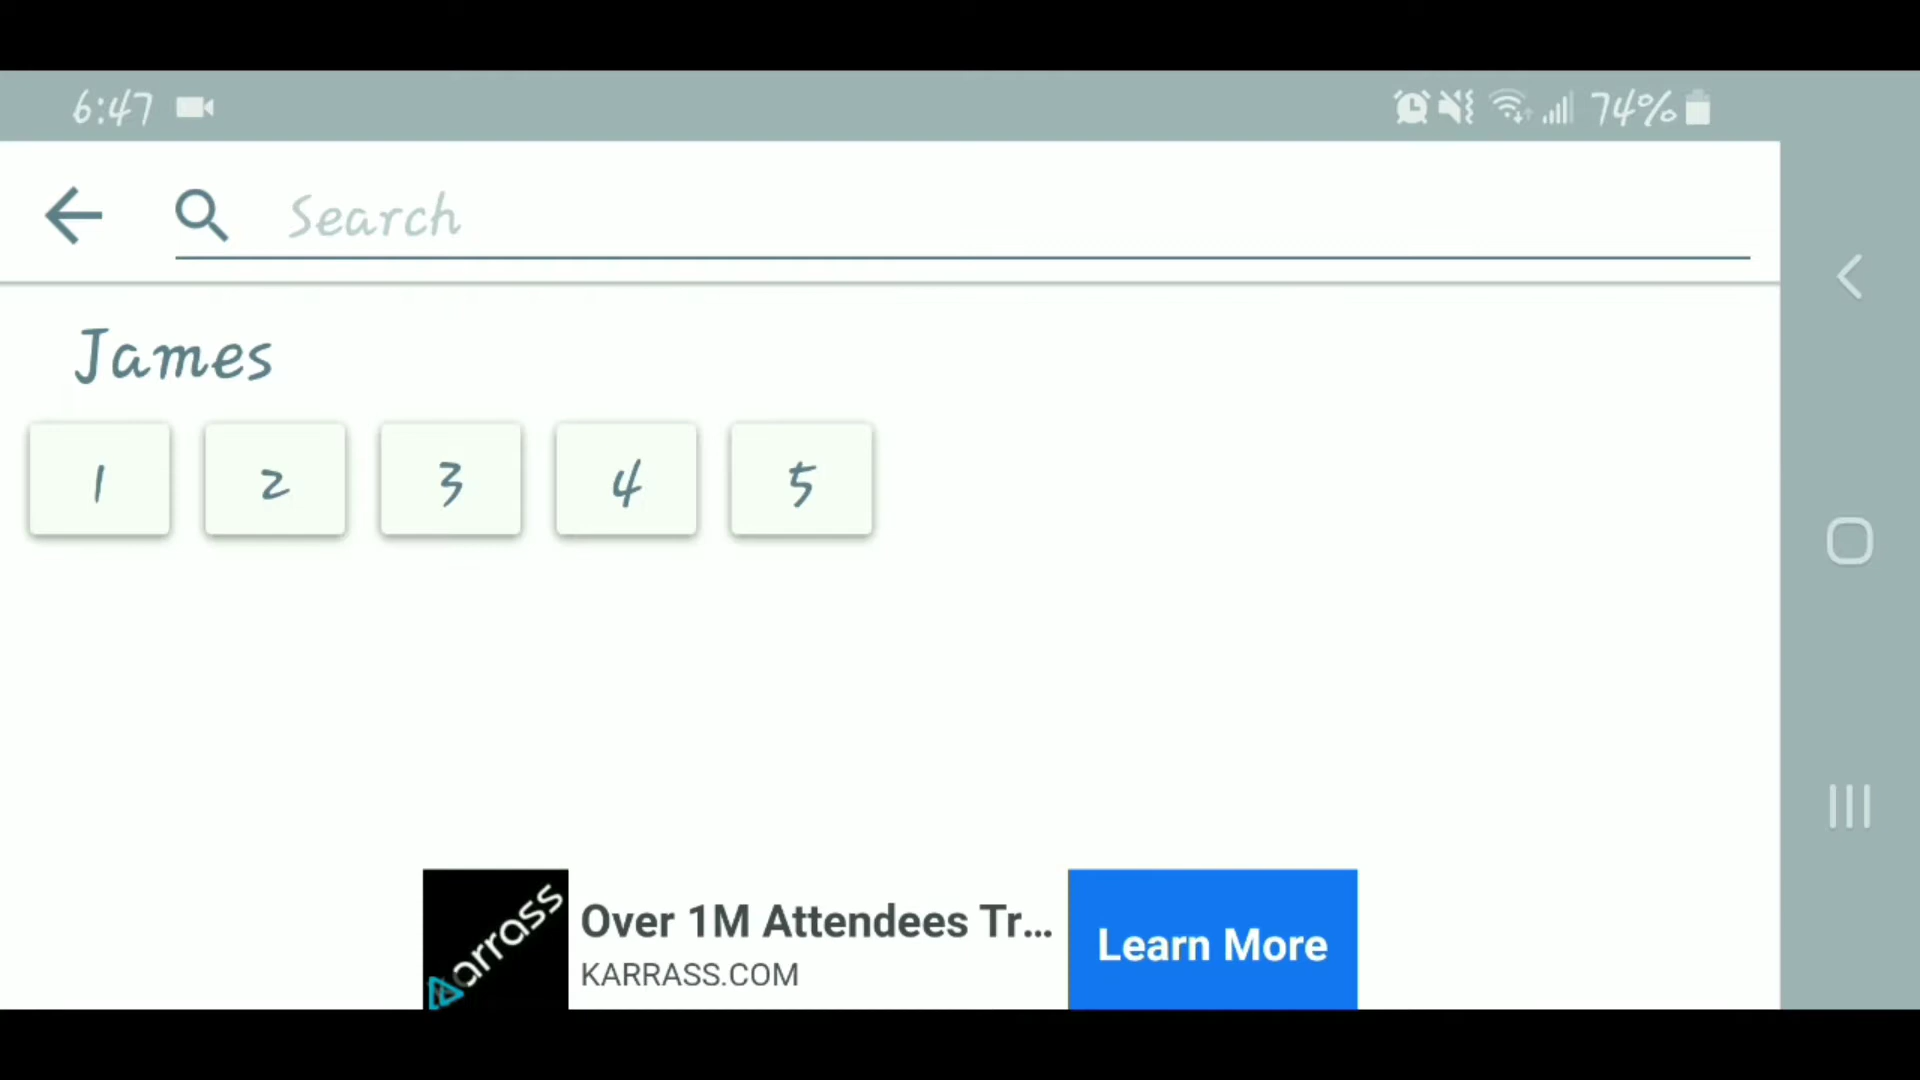 6:47 74%
Search
James
1 2 3 4 5
Karrass
Over 1M Attendees Tr...
KARRASS.COM
Learn More